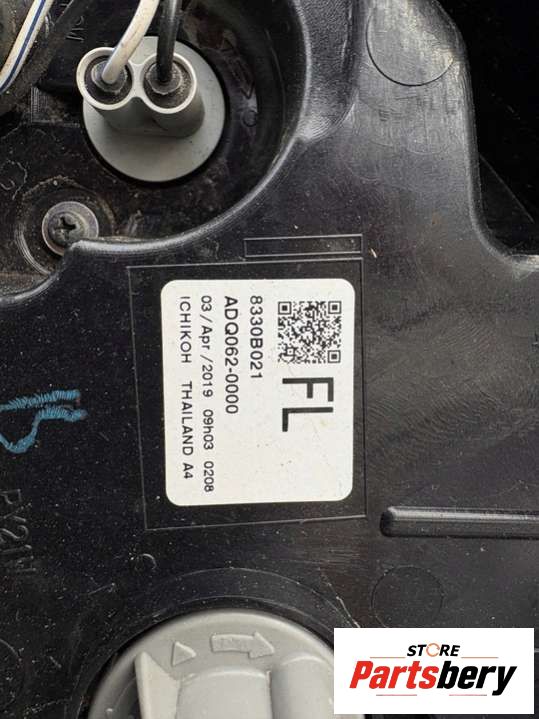 8330B021
ADQ062-0000
03/Apr/2019 09h03 0208
ICHIKOH THAILAND A4
FL
STORE
Partsbery